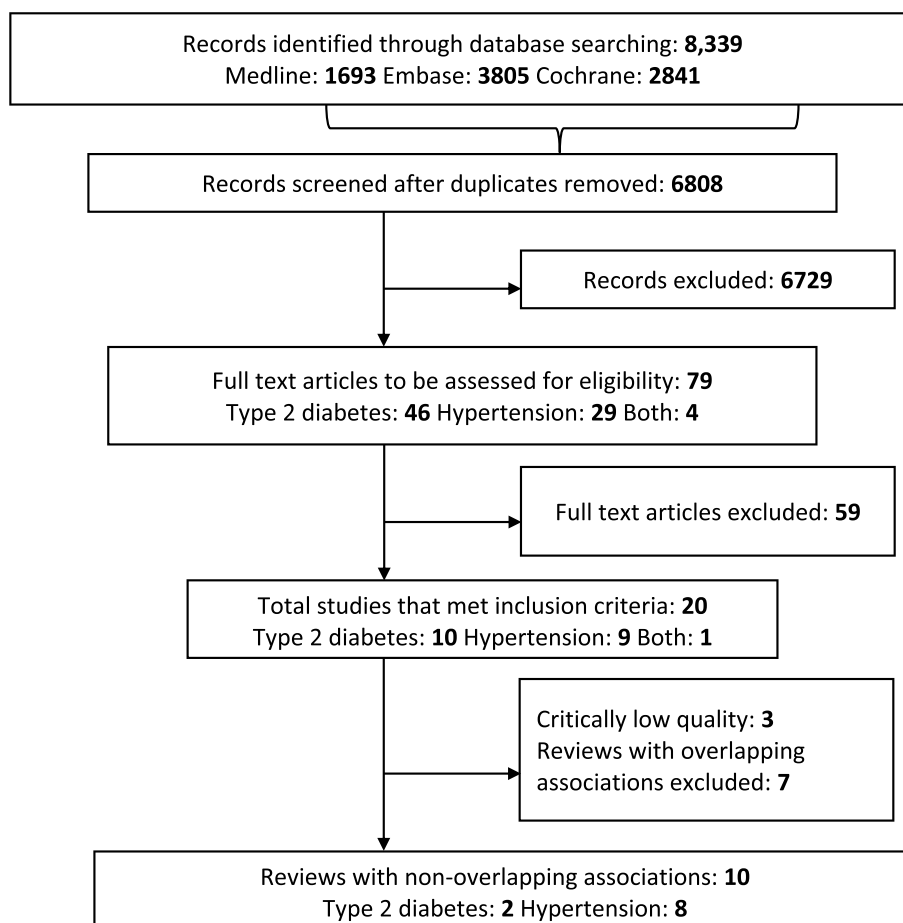 Records identified through database searching: 8,339
Medline: 1693 Embase: 3805 Cochrane: 2841
Records screened after duplicates removed: 6808
Records excluded: 6729
Full text articles to be assessed for eligibility: 79
Type 2 diabetes: 46 Hypertension: 29 Both: 4
Full text articles excluded: 59
Total studies that met inclusion criteria: 20
Type 2 diabetes: 10 Hypertension: 9 Both: 1
Critically low quality: 3
Reviews with overlapping
associations excluded: 7
Reviews with non-overlapping associations: 10
Type 2 diabetes: 2 Hypertension: 8